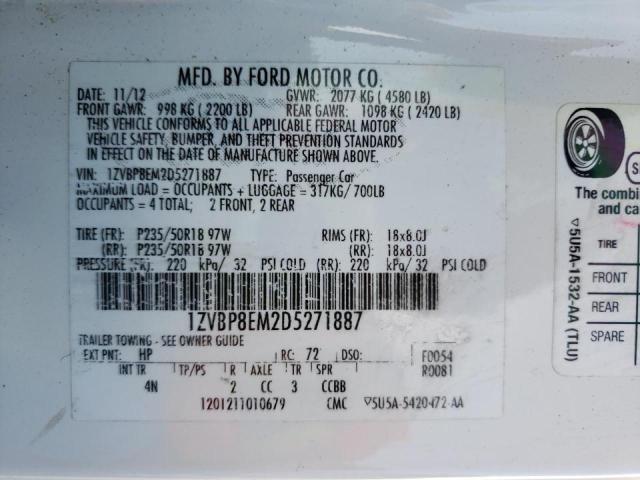 MFD. BY FORD MOTOR CO.
DATE: 11/12 GVWR: 2077 KG ( 4580 LB)
FRONT GAWR: 998 KG ( 2200 LB) REAR GAWR: 1098 KG ( 2420 LB)
THIS VEHICLE CONFORMS TO ALL APPLICABLE FEDERAL MOTOR
VEHICLE SAFETY, BUMPER, AND THEFT PREVENTION STANDARDS
IN EFFECT ON THE DATE OF MANUFACTURE SHOWN ABOVE.
VIN: 1ZVBP8EM2D5271887 TYPE: Passenger Car
MAXIMUM LOAD = OCCUPANTS + LUGGAGE = 317KG/ 700LB
OCCUPANTS = 4 TOTAL; 2 FRONT, 2 REAR
TIRE (FR): P235/50R18 97W RIMS (FR): 18x8.0J
(RR): P235/50R18 97W (RR): 18x8.0J
PRESSURE (FR): 220 kPa/ 32 PSI COLD (RR): 220 kPa/ 32 PSI COLD
1ZVBP8EM2D5271887
TRAILER TOWING - SEE OWNER GUIDE
EXT PNT: HP RC: 72 DSO: F0054
R0081
INT TR TP/PS R AXLE TR SPR
4N 2 CC 3 CCBB
1201211010679 CMC ▽5U5A-5420472-AA
▽5U5A-1532-AA (TLU)
The combin
and ca
TIRE
FRONT
REAR
SPARE